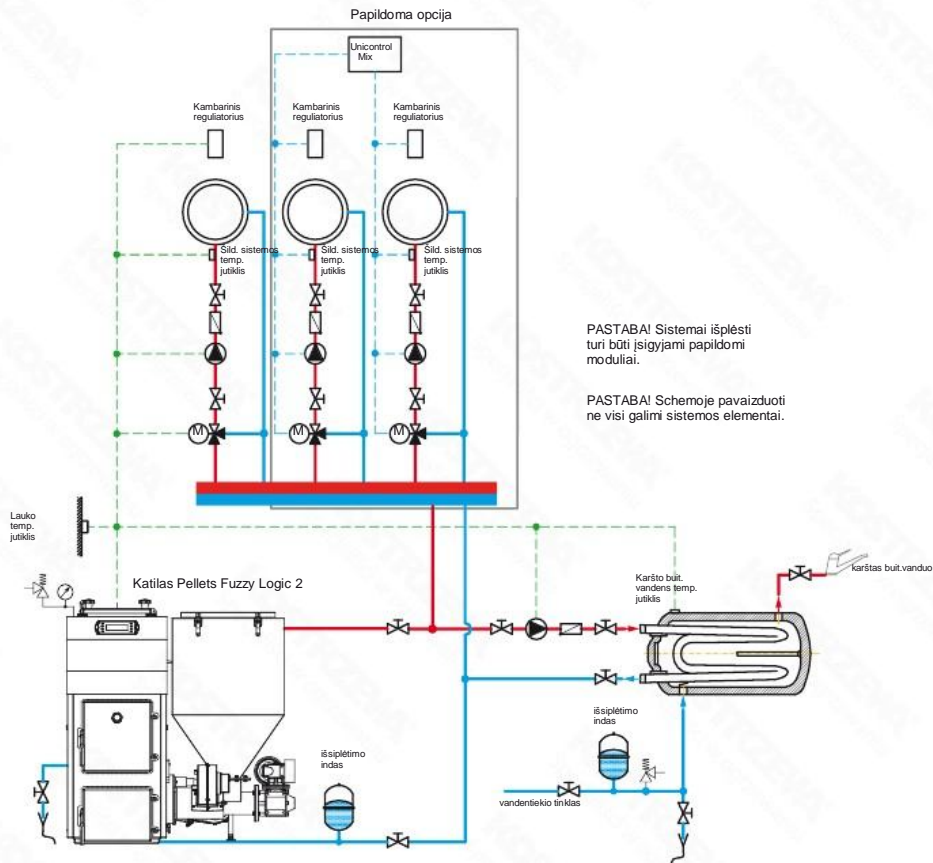 Papildoma opcija
Unicontrol
Mix
Kambarinis
reguliatorius
Kambarinis
reguliatorius
Kambarinis
reguliatorius
Šild. sistemos
temp.
jutiklis
Šild. sistemos
temp.
jutiklis
Šild. sistemos
temp.
jutiklis
PASTABA! Sistemai išplėsti
turi būti įsigyjami papildomi
moduliai.
PASTABA! Schemoje pavaizduoti
ne visi galimi sistemos elementai.
M
M
M
Lauko
temp.
jutiklis
Katilas Pellets Fuzzy Logic 2
Karšto buit.
vandens temp.
jutiklis
karštas buit.vanduo
išsiplėtimo
indas
išsiplėtimo
indas
vandentiekio tinklas
KOSTRZEWA